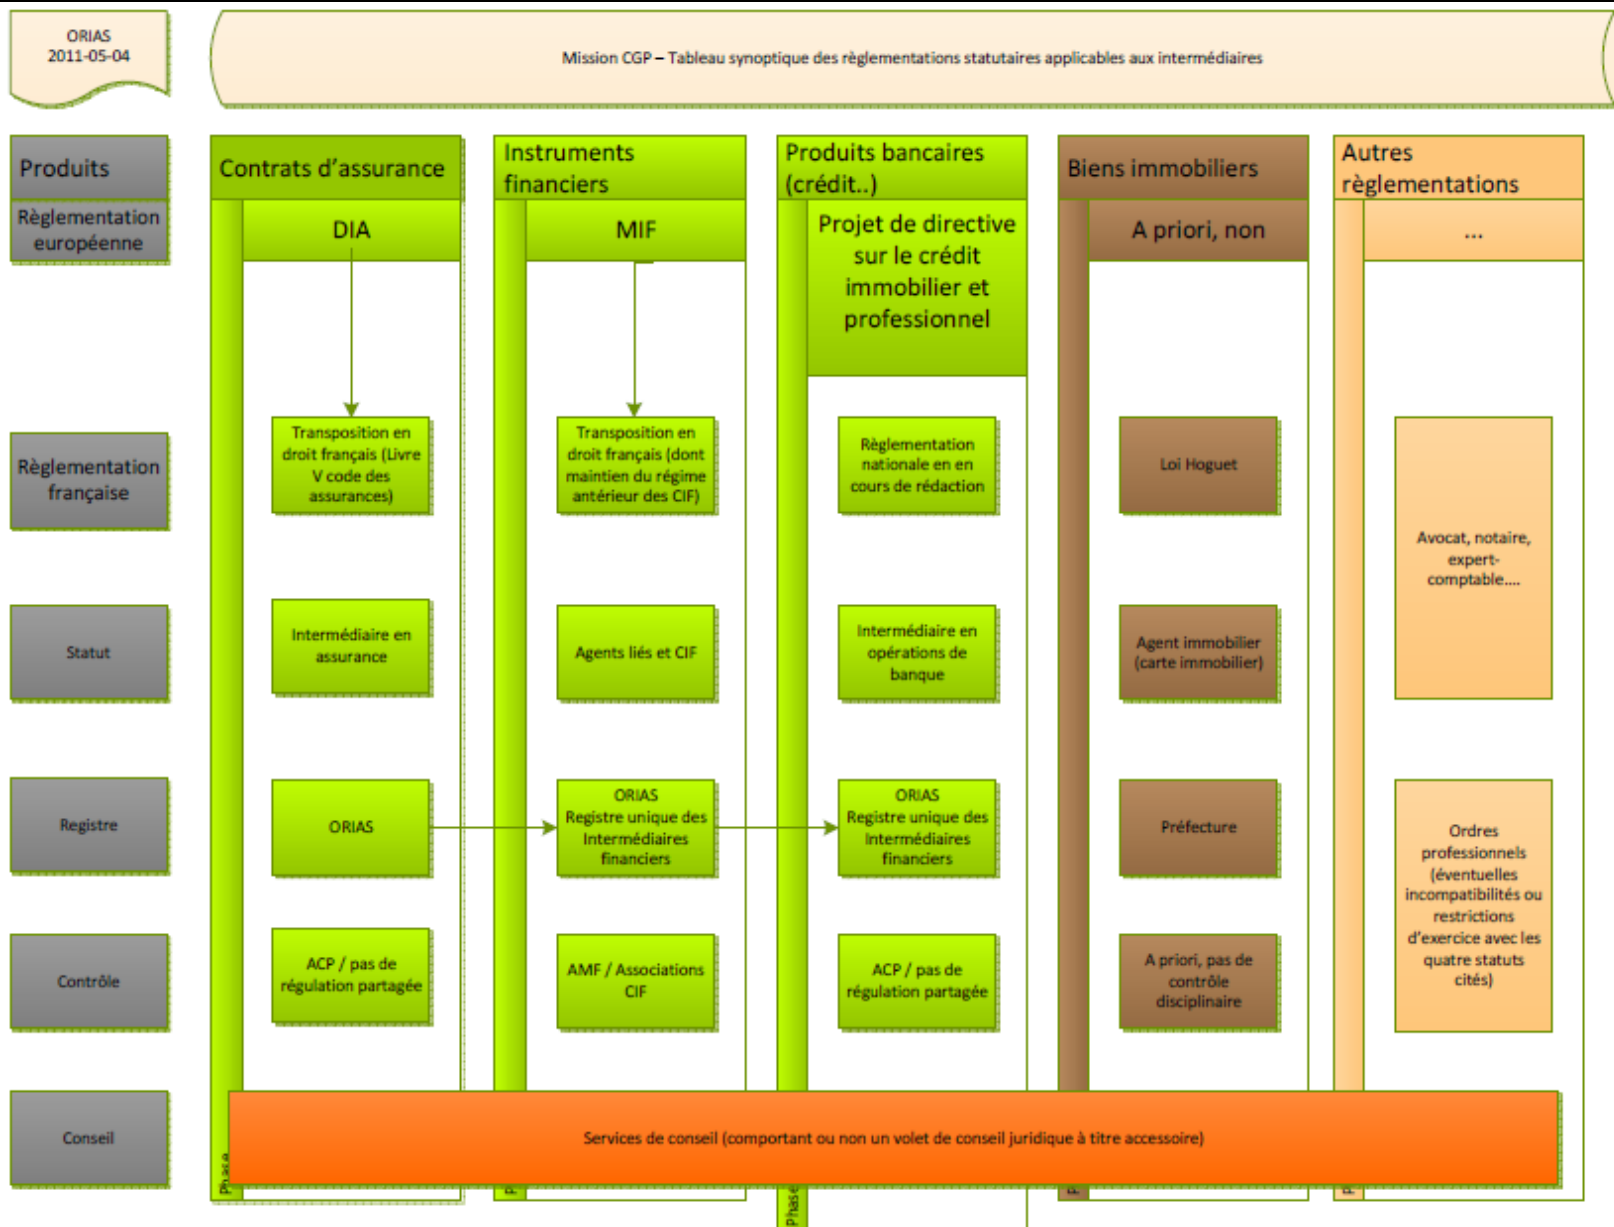 ORIAS
2011-05-04
Mission CGP – Tableau synoptique des règlementations statutaires applicables aux intermédiaires
Produits
Contrats d'assurance
Instruments
financiers
Produits bancaires
(crédit..)
Biens immobiliers
Autres
règlementations
Règlementation
européenne
DIA
MIF
Projet de directive
sur le crédit
immobilier et
professionnel
A priori, non
...
Règlementation
française
Transposition en
droit français (Livre
V code des
assurances)
Transposition en
droit français (dont
maintien du régime
antérieur des CIF)
Règlementation
nationale en en
cours de rédaction
Loi Hoguet
Avocat, notaire,
expert-
comptable....
Statut
Intermédiaire en
assurance
Agents liés et CIF
Intermédiaire en
opérations de
banque
Agent immobilier
(carte immobilier)
Registre
ORIAS
ORIAS
Registre unique des
Intermédiaires
financiers
ORIAS
Registre unique des
Intermédiaires
financiers
Préfecture
Ordres
professionnels
(éventuelles
incompatibilités ou
restrictions
d'exercice avec les
quatre statuts
cités)
Contrôle
ACP / pas de
régulation partagée
AMF / Associations
CIF
ACP / pas de
régulation partagée
A priori, pas de
contrôle
disciplinaire
Conseil
Services de conseil (comportant ou non un volet de conseil juridique à titre accessoire)
Phase
Phase